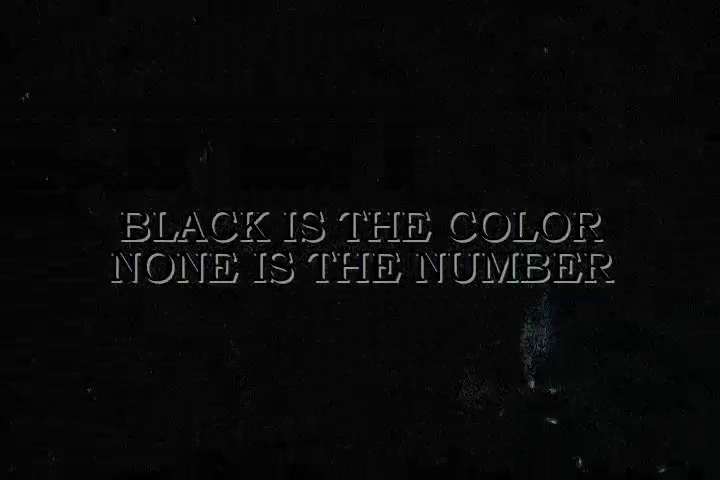 BLACK IS THE COLOR
NONE IS THE NUMBER